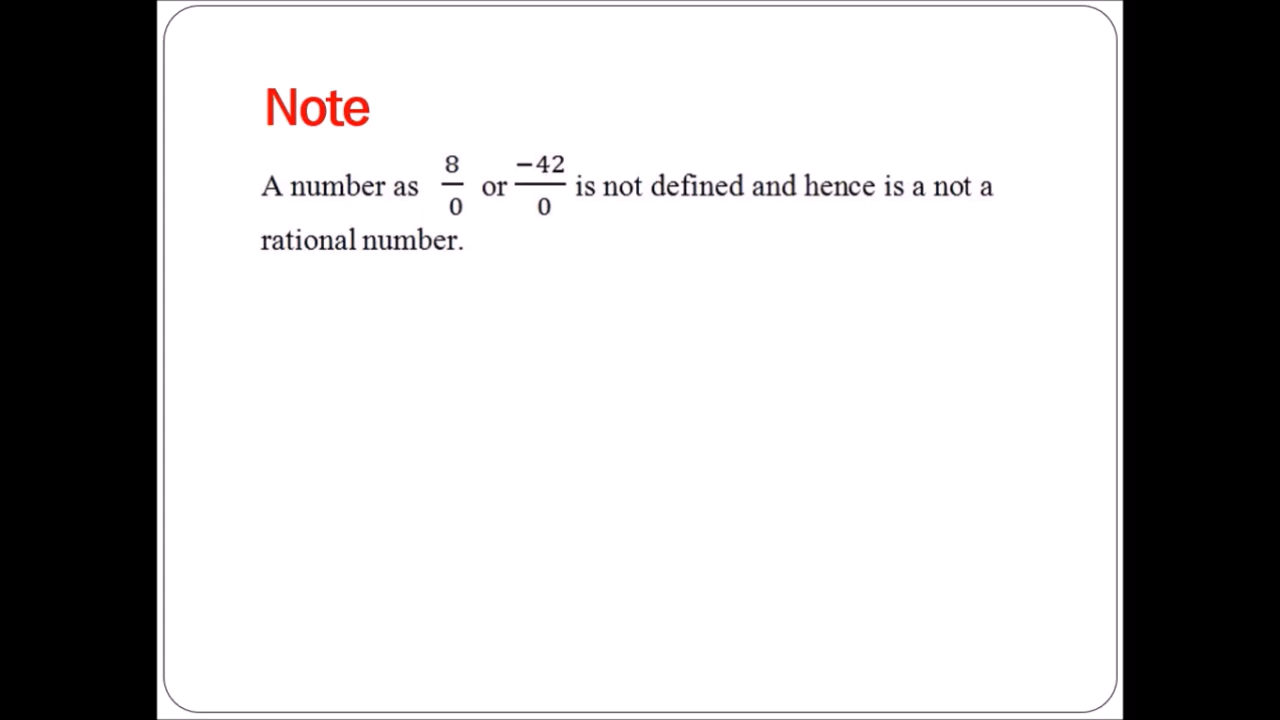 Note
A number as 8/0 or −42/0 is not defined and hence is a not a
rational number.